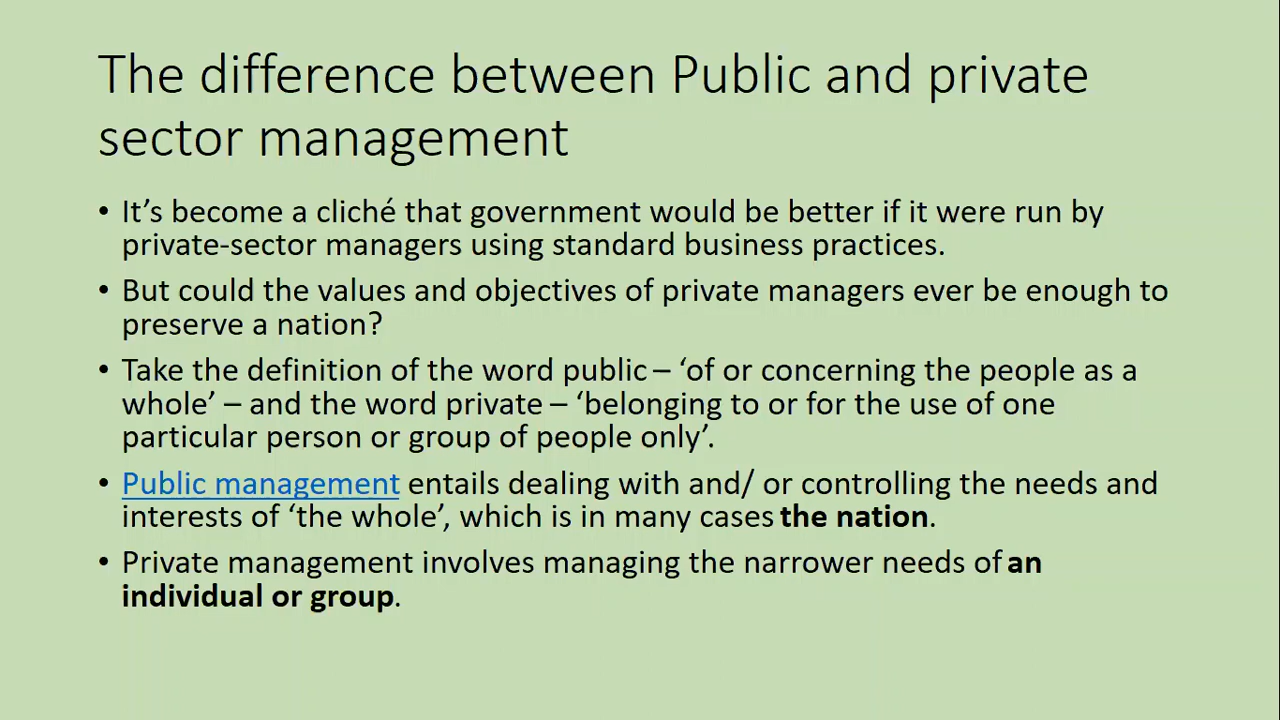 The difference between Public and private
sector management
• It’s become a cliché that government would be better if it were run by
private-sector managers using standard business practices.
• But could the values and objectives of private managers ever be enough to
preserve a nation?
• Take the definition of the word public – ‘of or concerning the people as a
whole’ – and the word private – ‘belonging to or for the use of one
particular person or group of people only’.
• Public management entails dealing with and/ or controlling the needs and
interests of ‘the whole’, which is in many cases the nation.
• Private management involves managing the narrower needs of an
individual or group.